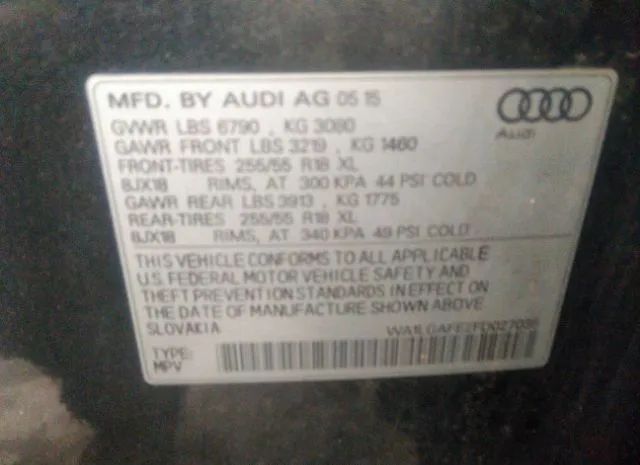 MFD. BY AUDI AG 05 15
Audi
GVWR LBS 6790 , KG 3080
GAWR FRONT LBS 3219 , KG 1460
FRONT-TIRES 255/55 R18 XL
8JX18 RIMS, AT 300 KPA 44 PSI COLD
GAWR REAR LBS 3913 , KG 1775
REAR-TIRES 255/55 R18 XL
8JX18 RIMS, AT 340 KPA 49 PSI COLD
THIS VEHICLE CONFORMS TO ALL APPLICABLE
U.S. FEDERAL MOTOR VEHICLE SAFETY AND
THEFT PREVENTION STANDARDS IN EFFECT ON
THE DATE OF MANUFACTURE SHOWN ABOVE
SLOVAKIA
TYPE:
MPV